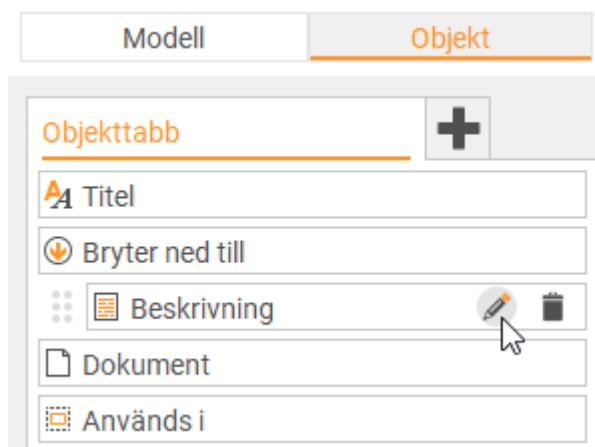 Modell
Objekt
Objekttabb
Titel
Bryter ned till
Beskrivning
Dokument
Används i